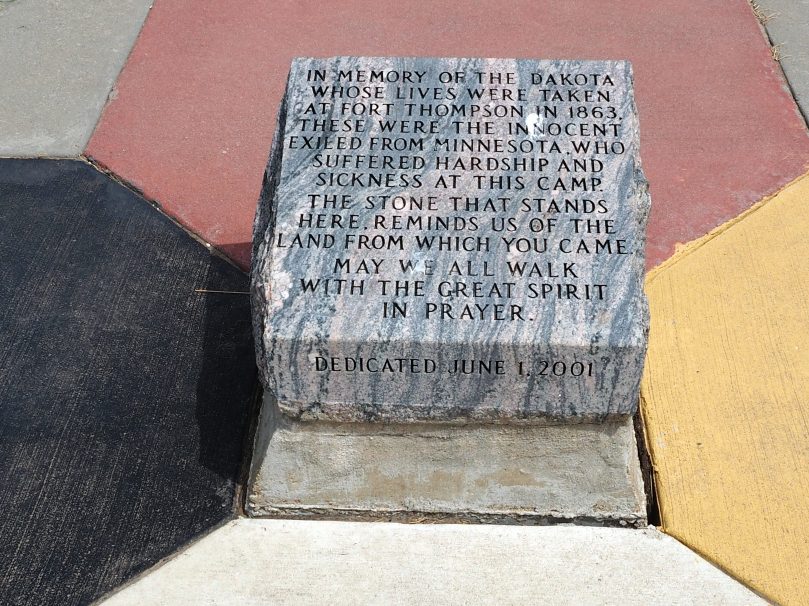 IN MEMORY OF THE DAKOTA
WHOSE LIVES WERE TAKEN
AT FORT THOMPSON IN 1863.
THESE WERE THE INNOCENT
EXILED FROM MINNESOTA, WHO
SUFFERED HARDSHIP AND
SICKNESS AT THIS CAMP.
THE STONE THAT STANDS
HERE, REMINDS US OF THE
LAND FROM WHICH YOU CAME.
MAY WE ALL WALK
WITH THE GREAT SPIRIT
IN PRAYER.
DEDICATED JUNE 1, 2001